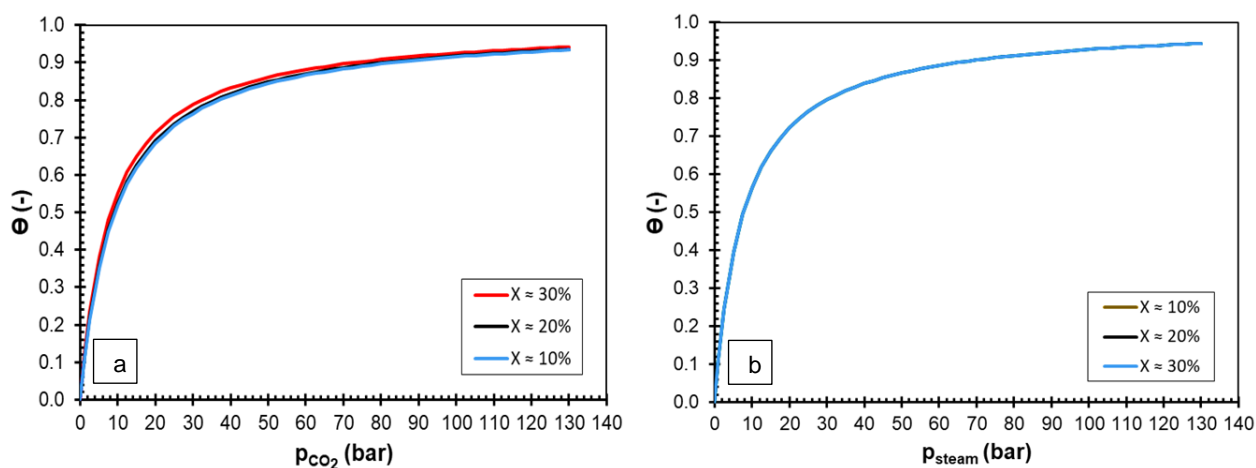 1.0
0.9
0.8
0.7
0.6
0.5
0.4
0.3
0.2
0.1
0.0
Θ (-)
X ≈ 30%
X ≈ 20%
X ≈ 10%
a
0 10 20 30 40 50 60 70 80 90 100 110 120 130 140
pCO2 (bar)
1.0
0.9
0.8
0.7
0.6
0.5
0.4
0.3
0.2
0.1
0.0
Θ (-)
X ≈ 10%
X ≈ 20%
X ≈ 30%
b
0 10 20 30 40 50 60 70 80 90 100 110 120 130 140
psteam (bar)